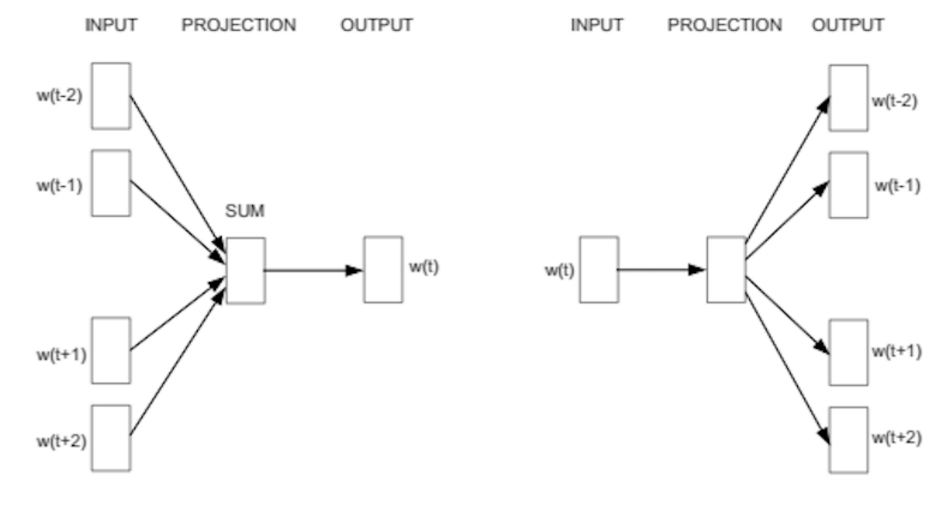 INPUT PROJECTION OUTPUT
w(t-2)
w(t-1)
SUM
w(t)
w(t+1)
w(t+2)
INPUT PROJECTION OUTPUT
w(t-2)
w(t-1)
w(t)
w(t+1)
w(t+2)